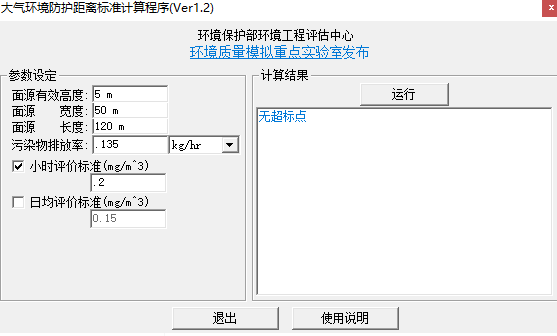 大气环境防护距离标准计算程序(Ver1.2)
x
环境保护部环境工程评估中心
环境质量模拟重点实验室发布
参数设定
面源有效高度: 5 m
面源 宽度: 50 m
面源 长度: 120 m
污染物排放率: .135 kg/hr
小时评价标准(mg/m^3)
.2
日均评价标准(mg/m^3)
0.15
计算结果
运行
无超标点
退出 使用说明